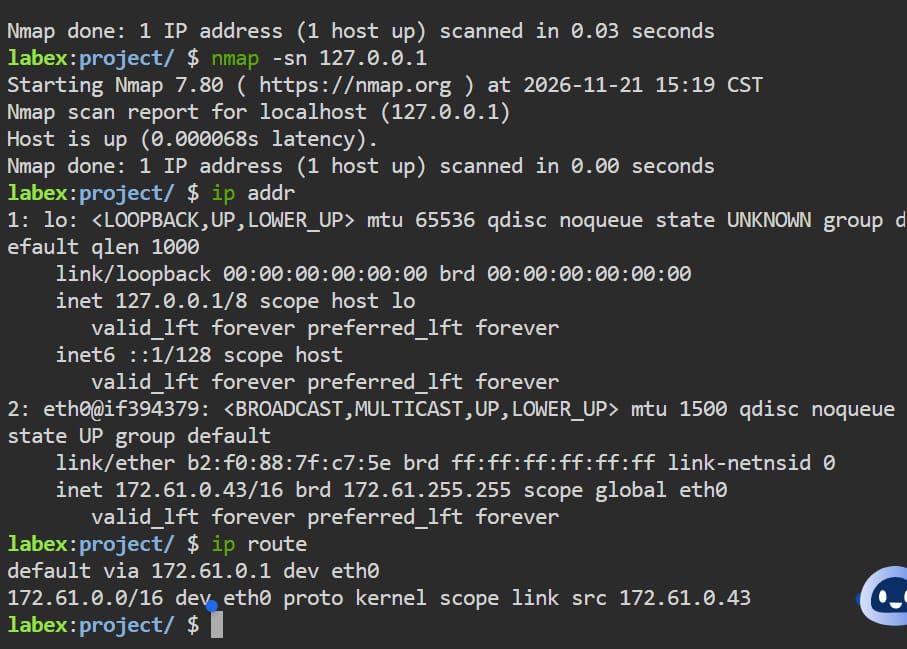 Nmap done: 1 IP address (1 host up) scanned in 0.03 seconds
labex:project/ $ nmap -sn 127.0.0.1
Starting Nmap 7.80 ( https://nmap.org ) at 2026-11-21 15:19 CST
Nmap scan report for localhost (127.0.0.1)
Host is up (0.000068s latency).
Nmap done: 1 IP address (1 host up) scanned in 0.00 seconds
labex:project/ $ ip addr
1: lo: <LOOPBACK,UP,LOWER_UP> mtu 65536 qdisc noqueue state UNKNOWN group d
efault qlen 1000
    link/loopback 00:00:00:00:00:00 brd 00:00:00:00:00:00
    inet 127.0.0.1/8 scope host lo
       valid_lft forever preferred_lft forever
    inet6 ::1/128 scope host
       valid_lft forever preferred_lft forever
2: eth0@if394379: <BROADCAST,MULTICAST,UP,LOWER_UP> mtu 1500 qdisc noqueue
state UP group default
    link/ether b2:f0:88:7f:c7:5e brd ff:ff:ff:ff:ff:ff link-netnsid 0
    inet 172.61.0.43/16 brd 172.61.255.255 scope global eth0
       valid_lft forever preferred_lft forever
labex:project/ $ ip route
default via 172.61.0.1 dev eth0
172.61.0.0/16 dev eth0 proto kernel scope link src 172.61.0.43
labex:project/ $